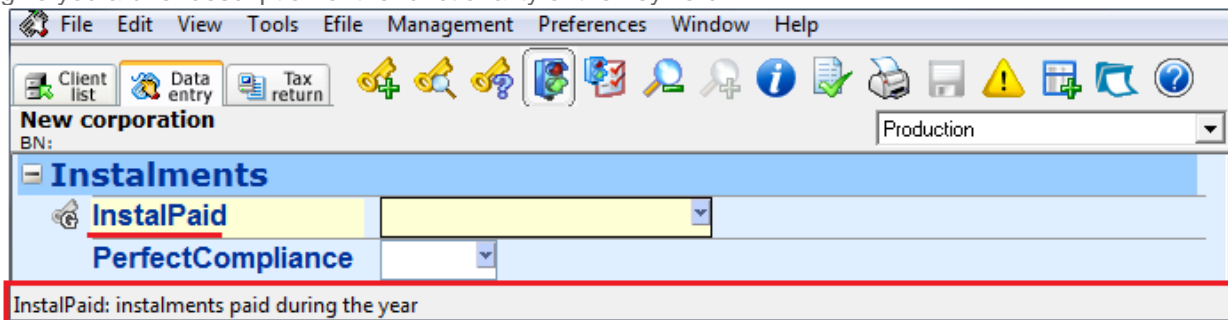 File Edit View Tools Efile Management Preferences Window Help
Client list Data entry Tax return
New corporation
Production
BN:
Instalments
InstalPaid
PerfectCompliance
InstalPaid: instalments paid during the year